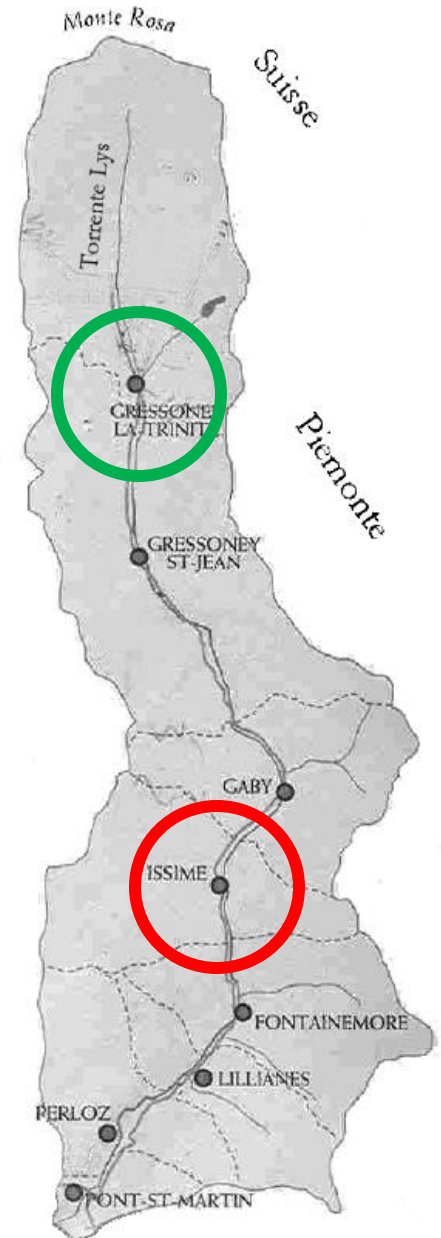 Monte Rosa
Suisse
Torrente Lys
GRESSONEY
LA-TRINITÉ
Piemonte
GRESSONEY
ST-JEAN
GABY
ISSIME
FONTAINEMORE
LILLIANES
PERLOZ
PONT-ST-MARTIN